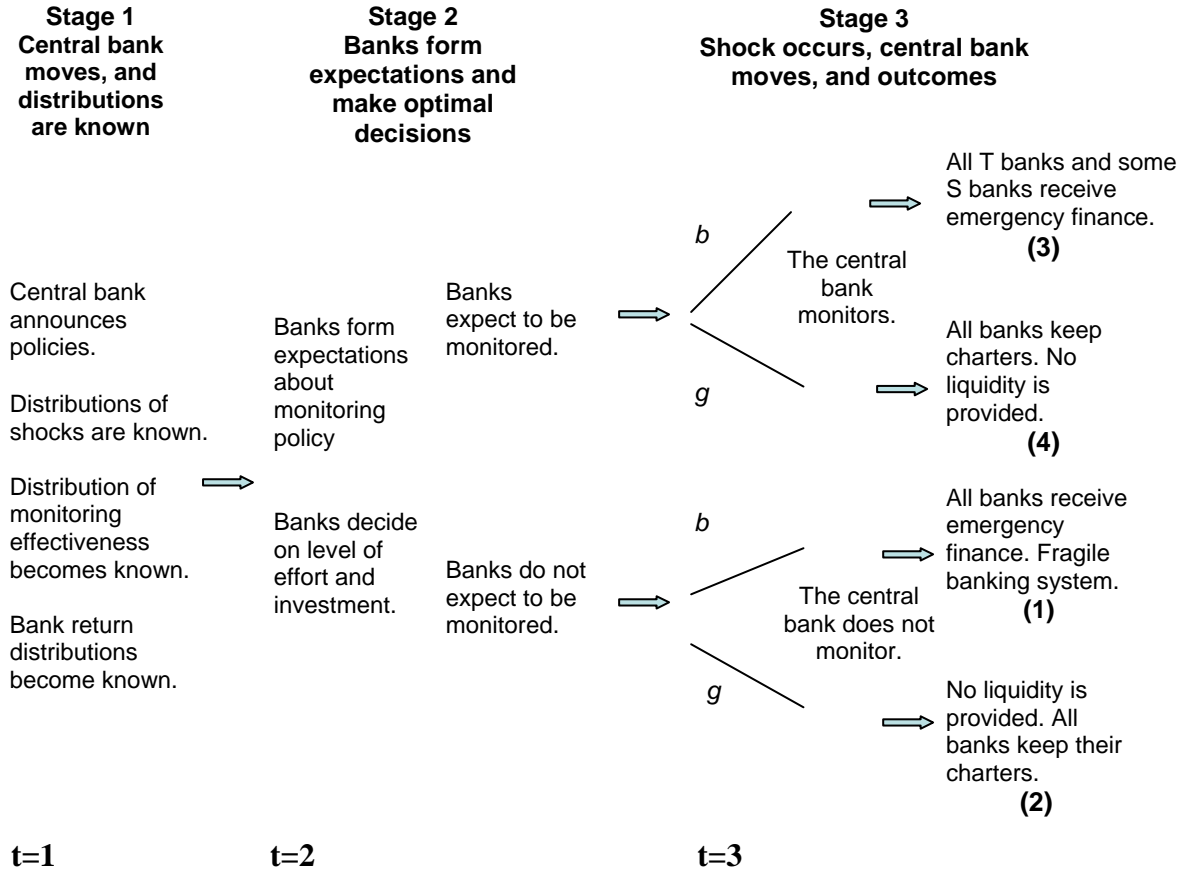 Stage 1
Central bank
moves, and
distributions
are known
Stage 2
Banks form
expectations and
make optimal
decisions
Stage 3
Shock occurs, central bank
moves, and outcomes
Central bank
announces
policies.
Distributions of
shocks are known.
Distribution of
monitoring
effectiveness
becomes known.
Bank return
distributions
become known.
Banks form
expectations
about
monitoring
policy
Banks decide
on level of
effort and
investment.
Banks
expect to be
monitored.
Banks do not
expect to be
monitored.
b
g
The central
bank
monitors.
b
g
The central
bank does not
monitor.
All T banks and some
S banks receive
emergency finance.
(3)
All banks keep
charters. No
liquidity is
provided.
(4)
All banks receive
emergency
finance. Fragile
banking system.
(1)
No liquidity is
provided. All
banks keep their
charters.
(2)
t=1
t=2
t=3